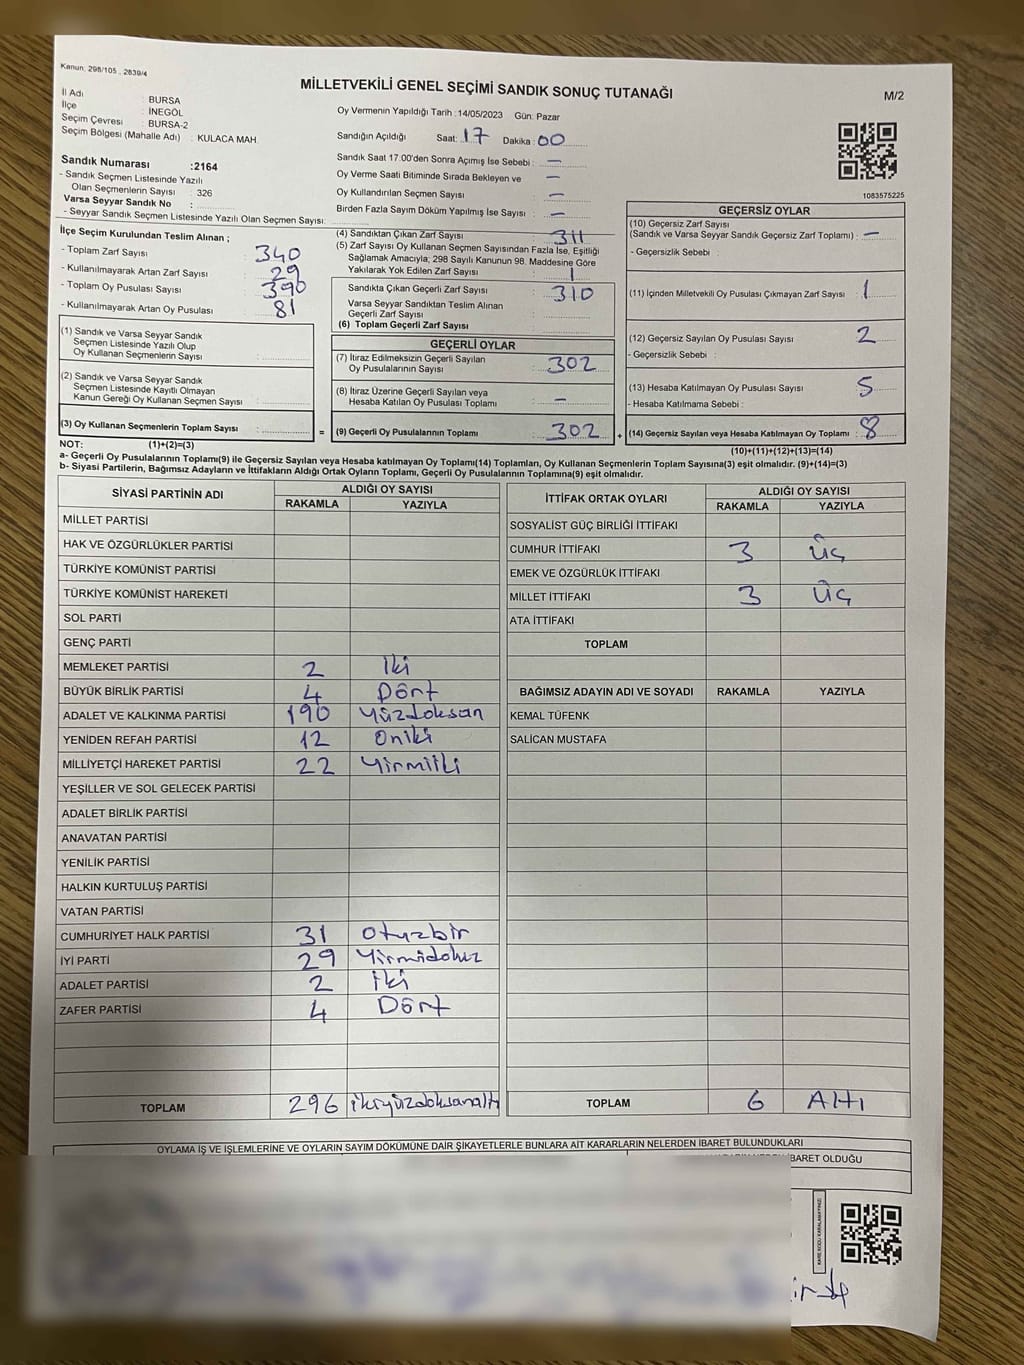 Kanun, 298/105 , 2839/4
MİLLETVEKİLİ GENEL SEÇİMİ SANDIK SONUÇ TUTANAĞI
M/2
İl Adı : BURSA
İlçe : İNEGÖL
Seçim Çevresi : BURSA-2
Seçim Bölgesi (Mahalle Adı) : KULACA MAH.
Oy Vermenin Yapıldığı Tarih :14/05/2023 Gün: Pazar
Sandığın Açıldığı Saat: 17 Dakika : 00
Sandık Saat 17.00'den Sonra Açımış İse Sebebi : —
Oy Verme Saati Bitiminde Sırada Bekleyen ve —
Oy Kullandırılan Seçmen Sayısı : —
Birden Fazla Sayım Döküm Yapılmış İse Sayısı : —
1083575225
Sandık Numarası :2164
- Sandık Seçmen Listesinde Yazılı
Olan Seçmenlerin Sayısı : 326
Varsa Seyyar Sandık No :
- Seyyar Sandık Seçmen Listesinde Yazılı Olan Seçmen Sayısı:
İlçe Seçim Kurulundan Teslim Alınan ;
- Toplam Zarf Sayısı : 340
- Kullanılmayarak Artan Zarf Sayısı : 29
- Toplam Oy Pusulası Sayısı : 390
- Kullanılmayarak Artan Oy Pusulası : 81
(1) Sandık ve Varsa Seyyar Sandık
Seçmen Listesinde Yazılı Olup
Oy Kullanan Seçmenlerin Sayısı :
(2) Sandık ve Varsa Seyyar Sandık
Seçmen Listesinde Kayıtlı Olmayan
Kanun Gereği Oy Kullanan Seçmen Sayısı :
(3) Oy Kullanan Seçmenlerin Toplam Sayısı :
=
(4) Sandıktan Çıkan Zarf Sayısı : 311
(5) Zarf Sayısı Oy Kullanan Seçmen Sayısından Fazla İse, Eşitliği
Sağlamak Amacıyla; 298 Sayılı Kanunun 98. Maddesine Göre
Yakılarak Yok Edilen Zarf Sayısı : 1
Sandıkta Çıkan Geçerli Zarf Sayısı : 310
Varsa Seyyar Sandıktan Teslim Alınan
Geçerli Zarf Sayısı :
(6) Toplam Geçerli Zarf Sayısı :
GEÇERLİ OYLAR
(7) İtiraz Edilmeksizin Geçerli Sayılan
Oy Pusulalarının Sayısı : 302
(8) İtiraz Üzerine Geçerli Sayılan veya
Hesaba Katılan Oy Pusulası Toplamı : —
(9) Geçerli Oy Pusulalarının Toplamı : 302
+
GEÇERSİZ OYLAR
(10) Geçersiz Zarf Sayısı
(Sandık ve Varsa Seyyar Sandık Geçersiz Zarf Toplamı) : —
- Geçersizlik Sebebi :
(11) İçinden Milletvekili Oy Pusulası Çıkmayan Zarf Sayısı : 1
(12) Geçersiz Sayılan Oy Pusulası Sayısı : 2
- Geçersizlik Sebebi :
(13) Hesaba Katılmayan Oy Pusulası Sayısı : 5
- Hesaba Katılmama Sebebi :
(14) Geçersiz Sayılan veya Hesaba Katılmayan Oy Toplamı : 8
NOT: (1)+(2)=(3)
(10)+(11)+(12)+(13)=(14)
a- Geçerli Oy Pusulalarının Toplamı(9) ile Geçersiz Sayılan veya Hesaba katılmayan Oy Toplamı(14) Toplamları, Oy Kullanan Seçmenlerin Toplam Sayısına(3) eşit olmalıdır. (9)+(14)=(3)
b- Siyasi Partilerin, Bağımsız Adayların ve İttifakların Aldığı Ortak Oyların Toplamı, Geçerli Oy Pusulalarının Toplamına(9) eşit olmalıdır.
SİYASİ PARTİNİN ADI ALDIĞI OY SAYISI
RAKAMLA YAZIYLA
MİLLET PARTİSİ
HAK VE ÖZGÜRLÜKLER PARTİSİ
TÜRKİYE KOMÜNİST PARTİSİ
TÜRKİYE KOMÜNİST HAREKETİ
SOL PARTİ
GENÇ PARTİ
MEMLEKET PARTİSİ 2 İki
BÜYÜK BİRLİK PARTİSİ 4 Dört
ADALET VE KALKINMA PARTİSİ 190 Yüzdoksan
YENİDEN REFAH PARTİSİ 12 Oniki
MİLLİYETÇİ HAREKET PARTİSİ 22 Yirmiiki
YEŞİLLER VE SOL GELECEK PARTİSİ
ADALET BİRLİK PARTİSİ
ANAVATAN PARTİSİ
YENİLİK PARTİSİ
HALKIN KURTULUŞ PARTİSİ
VATAN PARTİSİ
CUMHURİYET HALK PARTİSİ 31 Otuzbir
İYİ PARTİ 29 Yirmidokuz
ADALET PARTİSİ 2 İki
ZAFER PARTİSİ 4 Dört
TOPLAM 296 ikiyüzdoksanaltı
İTTİFAK ORTAK OYLARI ALDIĞI OY SAYISI
RAKAMLA YAZIYLA
SOSYALİST GÜÇ BİRLİĞİ İTTİFAKI
CUMHUR İTTİFAKI 3 Üç
EMEK VE ÖZGÜRLÜK İTTİFAKI
MİLLET İTTİFAKI 3 Üç
ATA İTTİFAKI
TOPLAM
BAĞIMSIZ ADAYIN ADI VE SOYADI RAKAMLA YAZIYLA
KEMAL TÜFENK
SALİCAN MUSTAFA
TOPLAM 6 Altı
OYLAMA İŞ VE İŞLEMLERİNE VE OYLARIN SAYIM DÖKÜMÜNE DAİR ŞİKAYETLERLE BUNLARA AİT KARARLARIN NELERDEN İBARET BULUNDUKLARI
İBARET OLDUĞU
KARE KODU KARALAMAYINIZ!